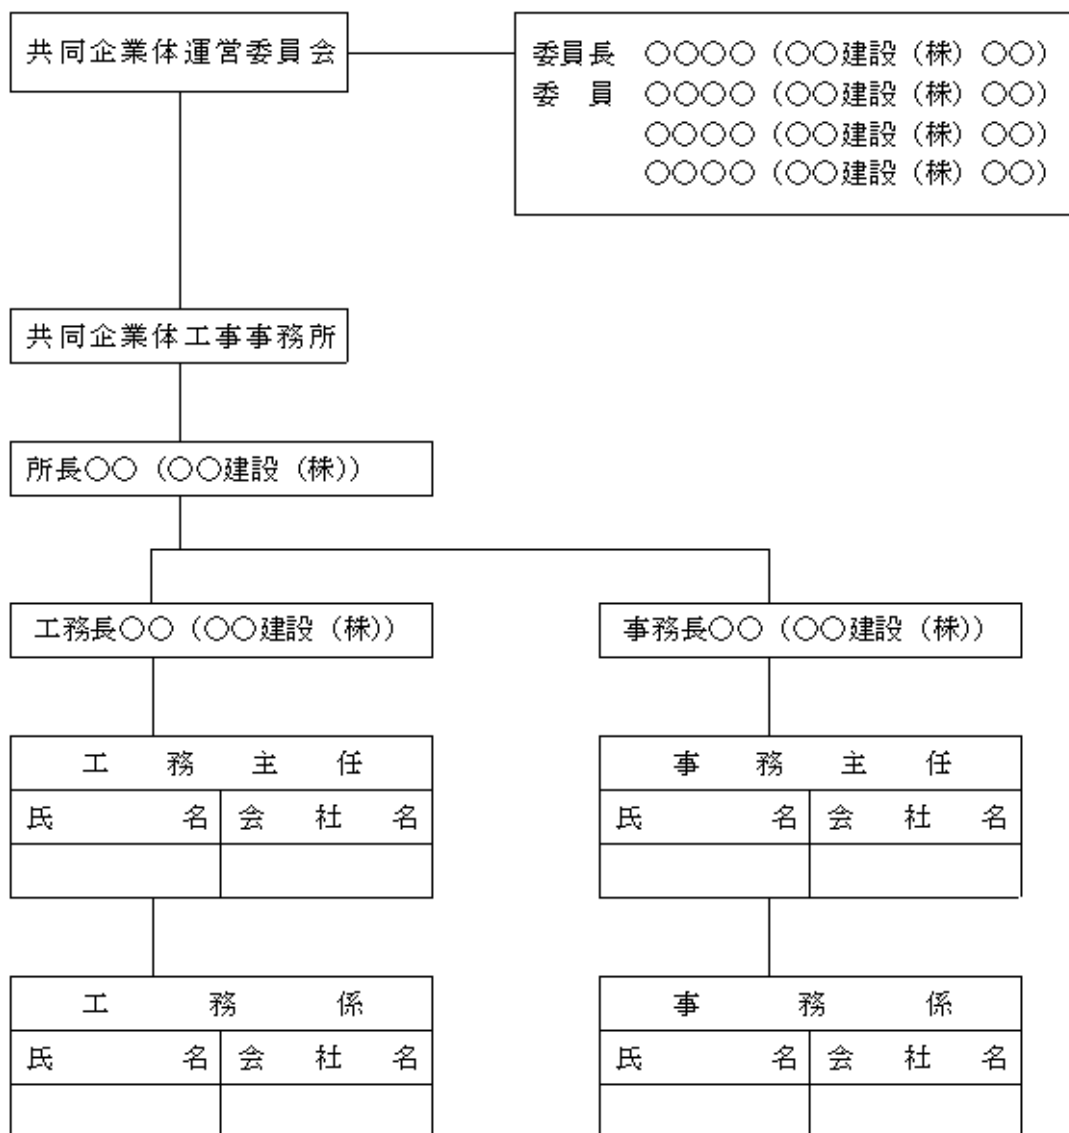 共同企業体運営委員会
委員長 ○○○○（○○建設（株）○○）
委　員 ○○○○（○○建設（株）○○）
○○○○（○○建設（株）○○）
○○○○（○○建設（株）○○）
共同企業体工事事務所
所長○○（○○建設（株））
工務長○○（○○建設（株））
事務長○○（○○建設（株））
工務主任
氏名 会社名
事務主任
氏名 会社名
工務係
氏名 会社名
事務係
氏名 会社名